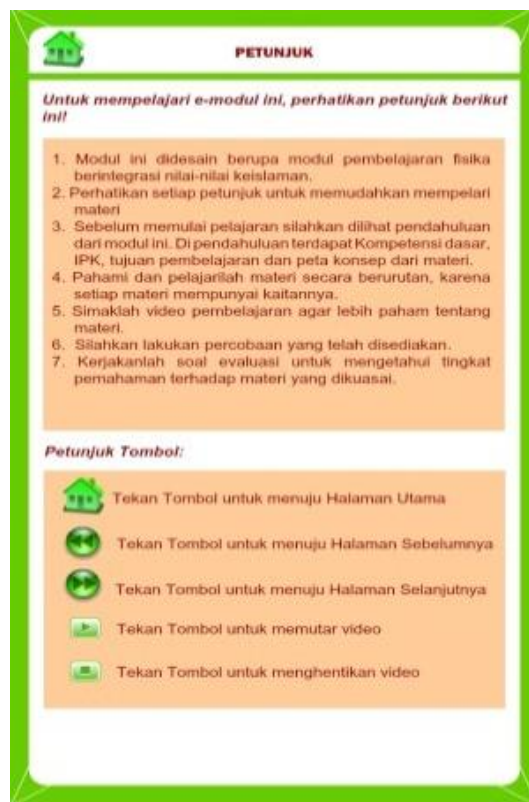 PETUNJUK
Untuk mempelajari e-modul ini, perhatikan petunjuk berikut
ini!
1. Modul ini didesain berupa modul pembelajaran fisika
berintegrasi nilai-nilai keislaman.
2. Perhatikan setiap petunjuk untuk memudahkan mempelari
materi
3. Sebelum memulai pelajaran silahkan dilihat pendahuluan
dari modul ini. Di pendahuluan terdapat Kompetensi dasar,
IPK, tujuan pembelajaran dan peta konsep dari materi.
4. Pahami dan pelajarilah materi secara berurutan, karena
setiap materi mempunyai kaitannya.
5. Simaklah video pembelajaran agar lebih paham tentang
materi.
6. Silahkan lakukan percobaan yang telah disediakan.
7. Kerjakanlah soal evaluasi untuk mengetahui tingkat
pemahaman terhadap materi yang dikuasai.
Petunjuk Tombol:
Tekan Tombol untuk menuju Halaman Utama
Tekan Tombol untuk menuju Halaman Sebelumnya
Tekan Tombol untuk menuju Halaman Selanjutnya
Tekan Tombol untuk memutar video
Tekan Tombol untuk menghentikan video